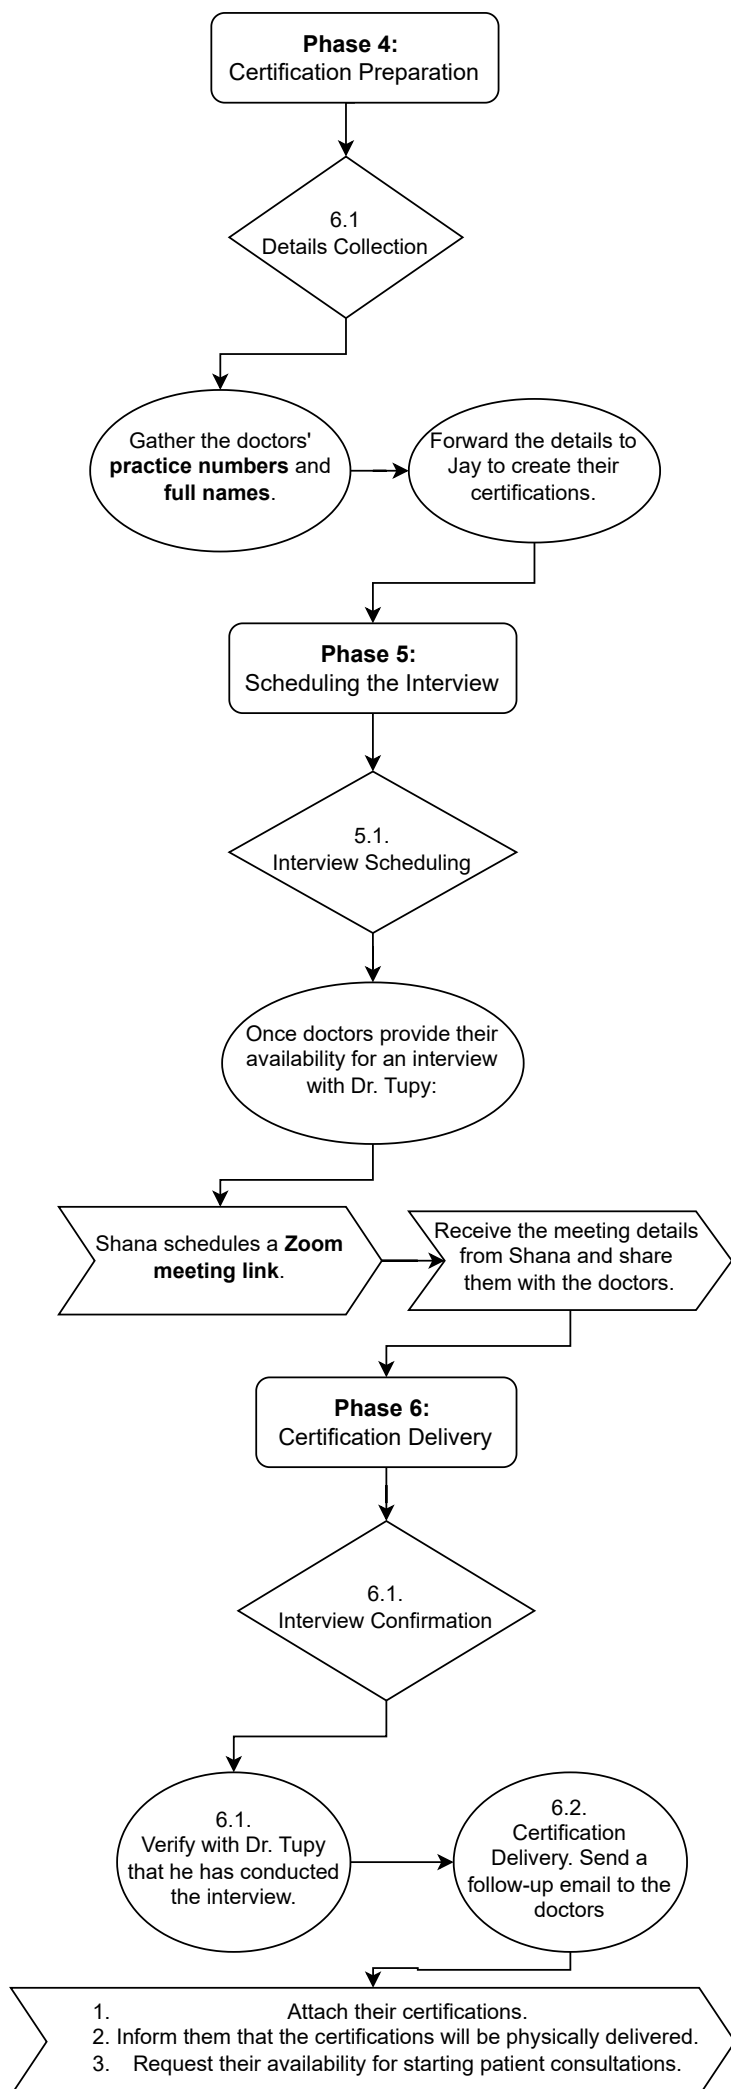 Phase 4:
Certification Preparation
6.1
Details Collection
Gather the doctors'
practice numbers and
full names.
Forward the details to
Jay to create their
certifications.
Phase 5:
Scheduling the Interview
5.1.
Interview Scheduling
Once doctors provide their
availability for an interview
with Dr. Tupy:
Shana schedules a Zoom
meeting link.
Receive the meeting details
from Shana and share
them with the doctors.
Phase 6:
Certification Delivery
6.1.
Interview Confirmation
6.1.
Verify with Dr. Tupy
that he has conducted
the interview.
6.2.
Certification
Delivery. Send a
follow-up email to the
doctors
1. Attach their certifications.
2. Inform them that the certifications will be physically delivered.
3. Request their availability for starting patient consultations.